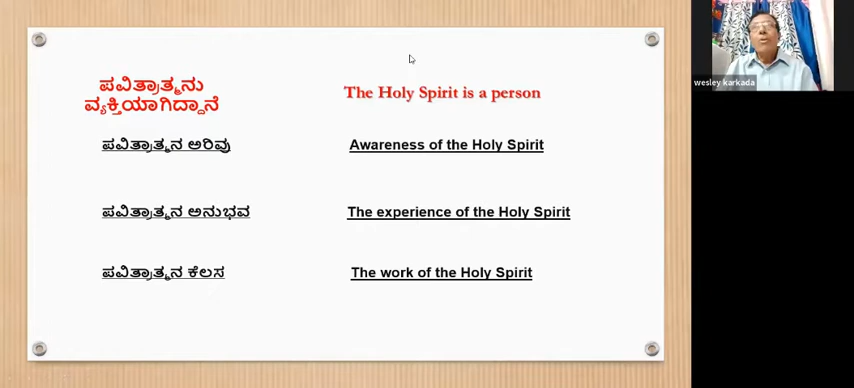 ಪವಿತ್ರಾತ್ಮನು
ವ್ಯಕ್ತಿಯಾಗಿದ್ದಾನೆ
The Holy Spirit is a person
ಪವಿತ್ರಾತ್ಮನ ಅರಿವು
Awareness of the Holy Spirit
ಪವಿತ್ರಾತ್ಮನ ಅನುಭವ
The experience of the Holy Spirit
ಪವಿತ್ರಾತ್ಮನ ಕೆಲಸ
The work of the Holy Spirit
wesley karkada